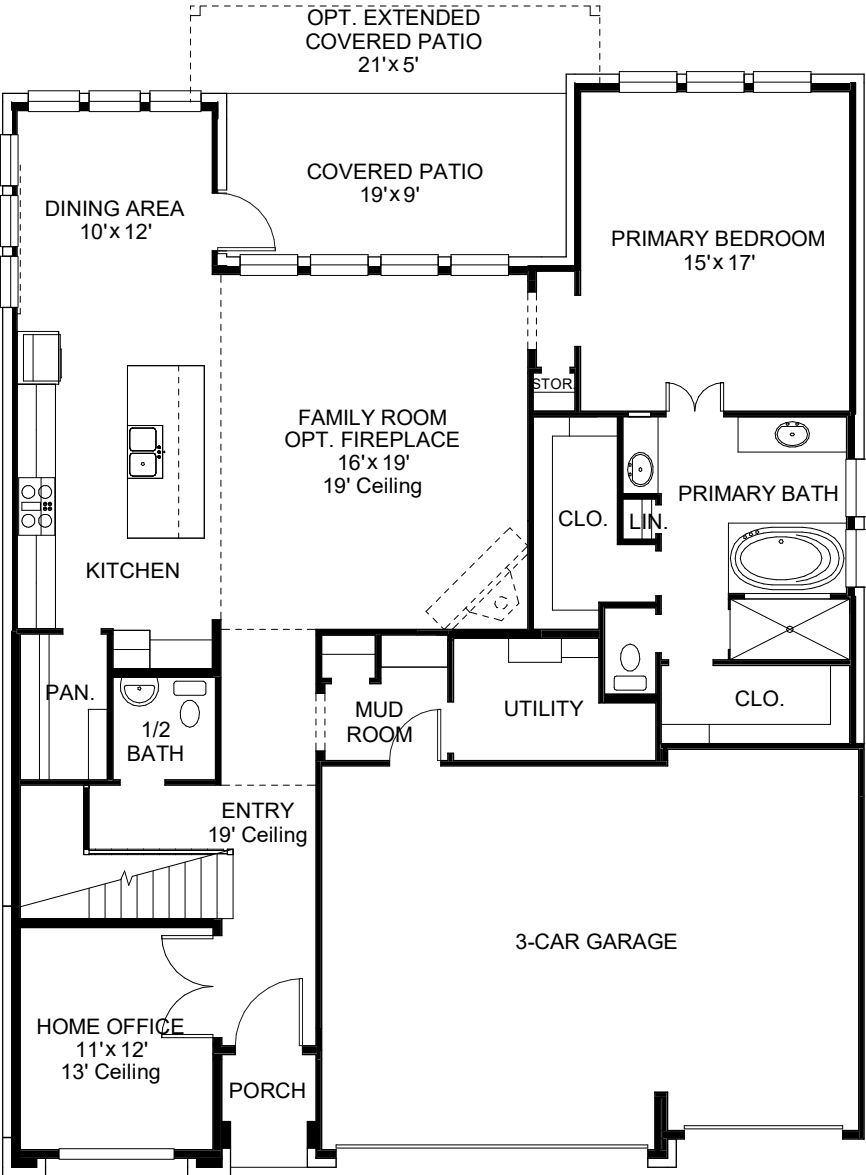 OPT. EXTENDED
COVERED PATIO
21'x 5'
COVERED PATIO
19'x 9'
DINING AREA
10'x 12'
PRIMARY BEDROOM
15'x 17'
STOR.
FAMILY ROOM
OPT. FIREPLACE
16'x 19'
19' Ceiling
CLO.
LIN.
PRIMARY BATH
KITCHEN
PAN.
1/2
BATH
MUD
ROOM
UTILITY
CLO.
ENTRY
19' Ceiling
3-CAR GARAGE
HOME OFFICE
11'x 12'
13' Ceiling
PORCH